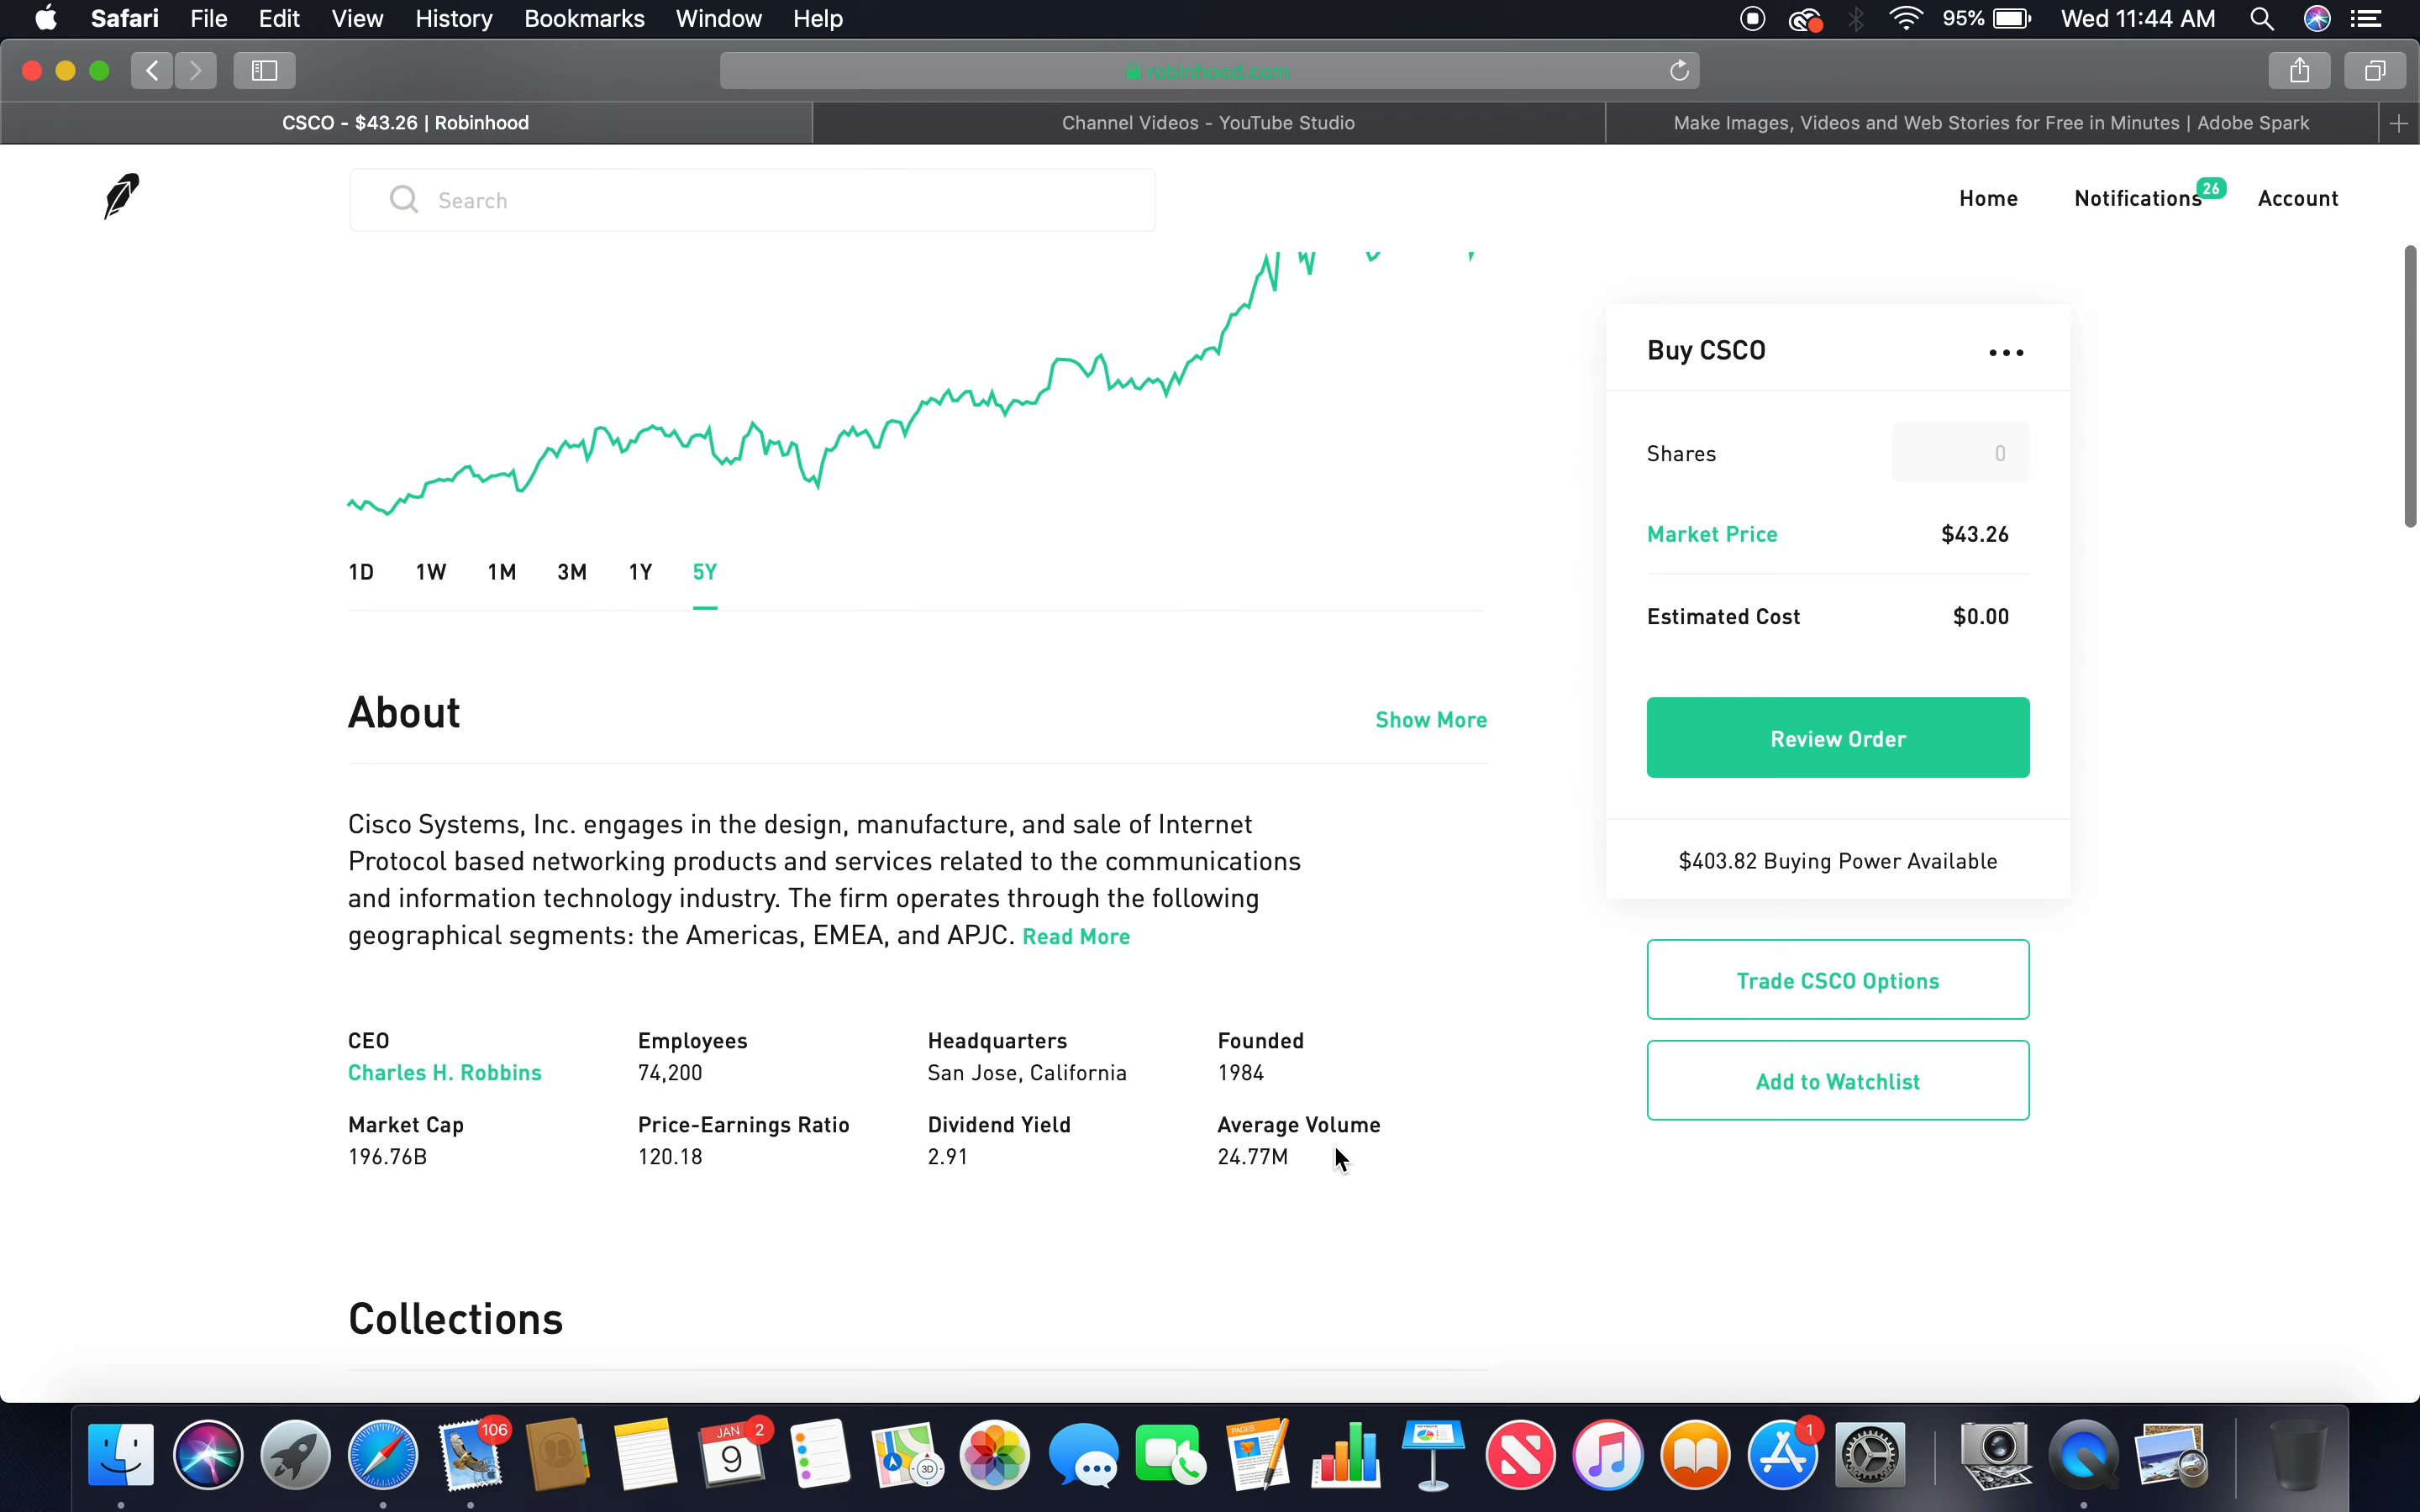 Safari File Edit View History Bookmarks Window Help 95% Wed 11:44 AM
robinhood.com
CSCO - $43.26 | Robinhood Channel Videos - YouTube Studio Make Images, Videos and Web Stories for Free in Minutes | Adobe Spark
Search Home Notifications 26 Account
Buy CSCO
Shares 0
Market Price $43.26
1D 1W 1M 3M 1Y 5Y
Estimated Cost $0.00
About Show More
Review Order
Cisco Systems, Inc. engages in the design, manufacture, and sale of Internet
Protocol based networking products and services related to the communications
and information technology industry. The firm operates through the following
geographical segments: the Americas, EMEA, and APJC. Read More
$403.82 Buying Power Available
Trade CSCO Options
Add to Watchlist
CEO Employees Headquarters Founded
Charles H. Robbins 74,200 San Jose, California 1984
Market Cap Price-Earnings Ratio Dividend Yield Average Volume
196.76B 120.18 2.91 24.77M
Collections
106 JAN 2 1
9 3D
PAGES